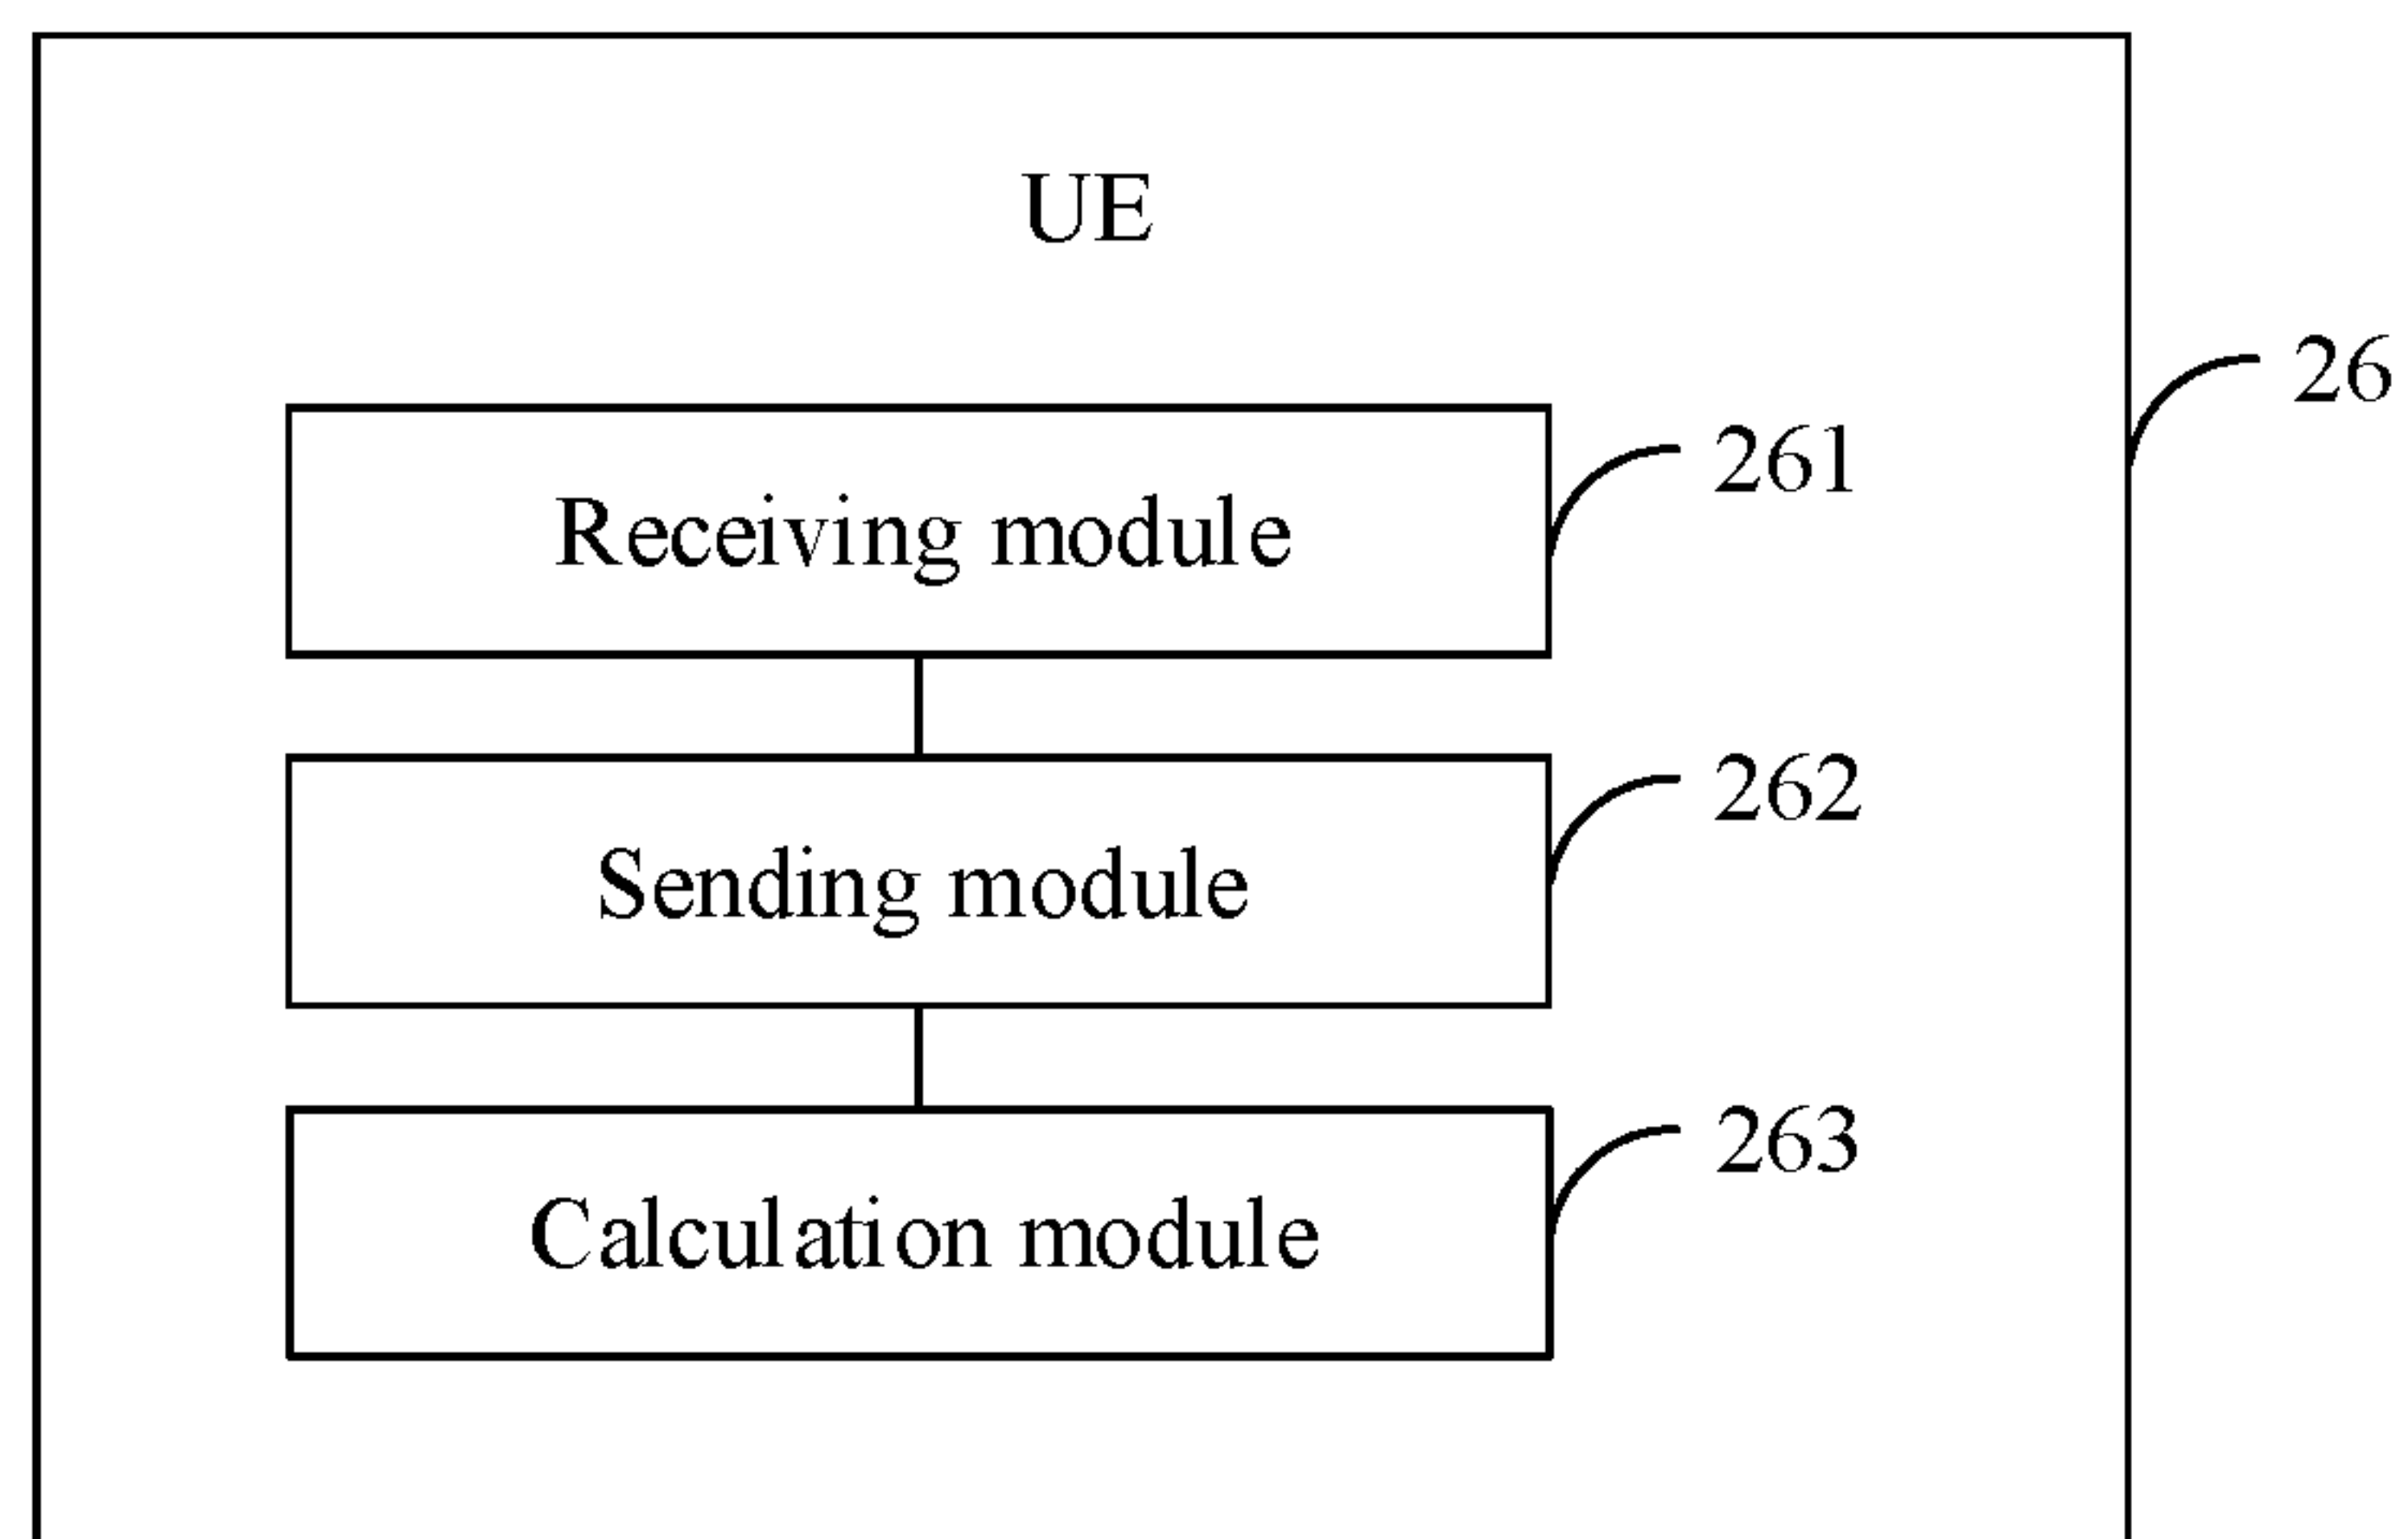 UE
26
261
Receiving module
262
Sending module
263
Calculation module